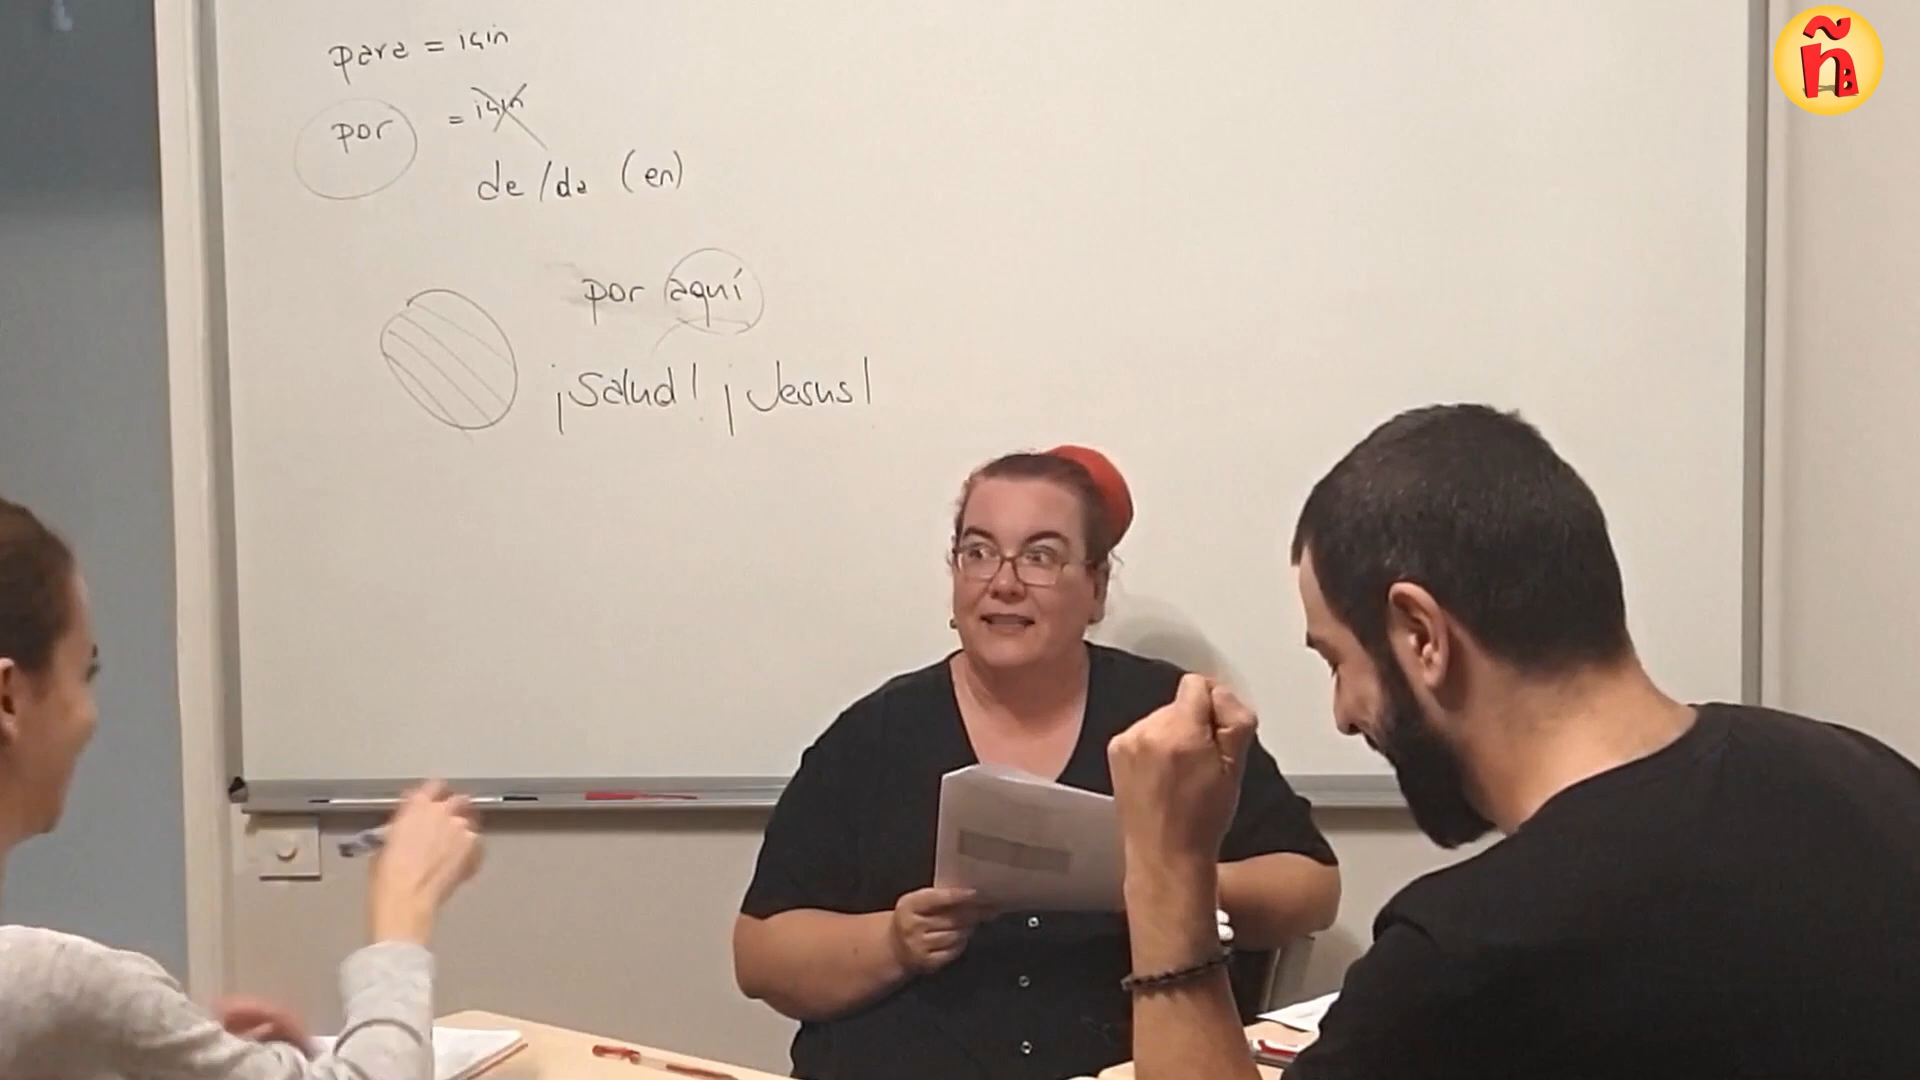 para = için
por = için
de / da (en)
por aquí
¡Salud! ¡Jesus!
ñ